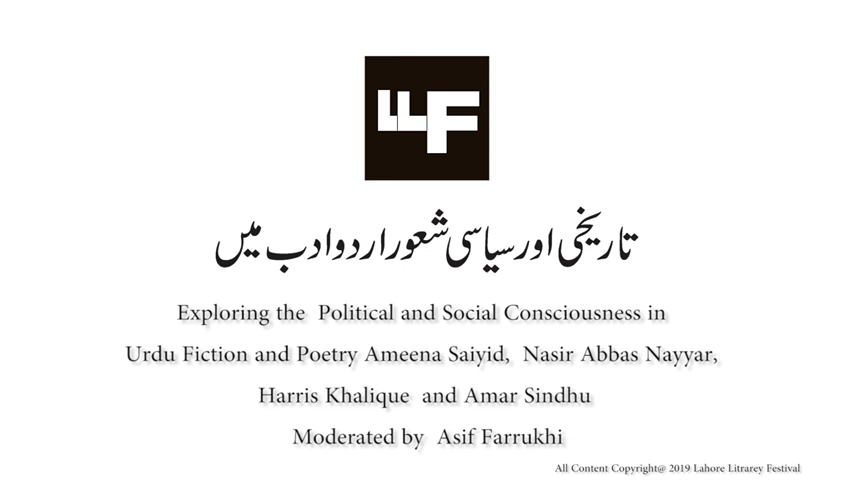 LLF
تاریخی اور سیاسی شعور اردو ادب میں
Exploring the Political and Social Consciousness in
Urdu Fiction and Poetry Ameena Saiyid, Nasir Abbas Nayyar,
Harris Khalique and Amar Sindhu
Moderated by Asif Farrukhi
All Content Copyright@ 2019 Lahore Litrarey Festival